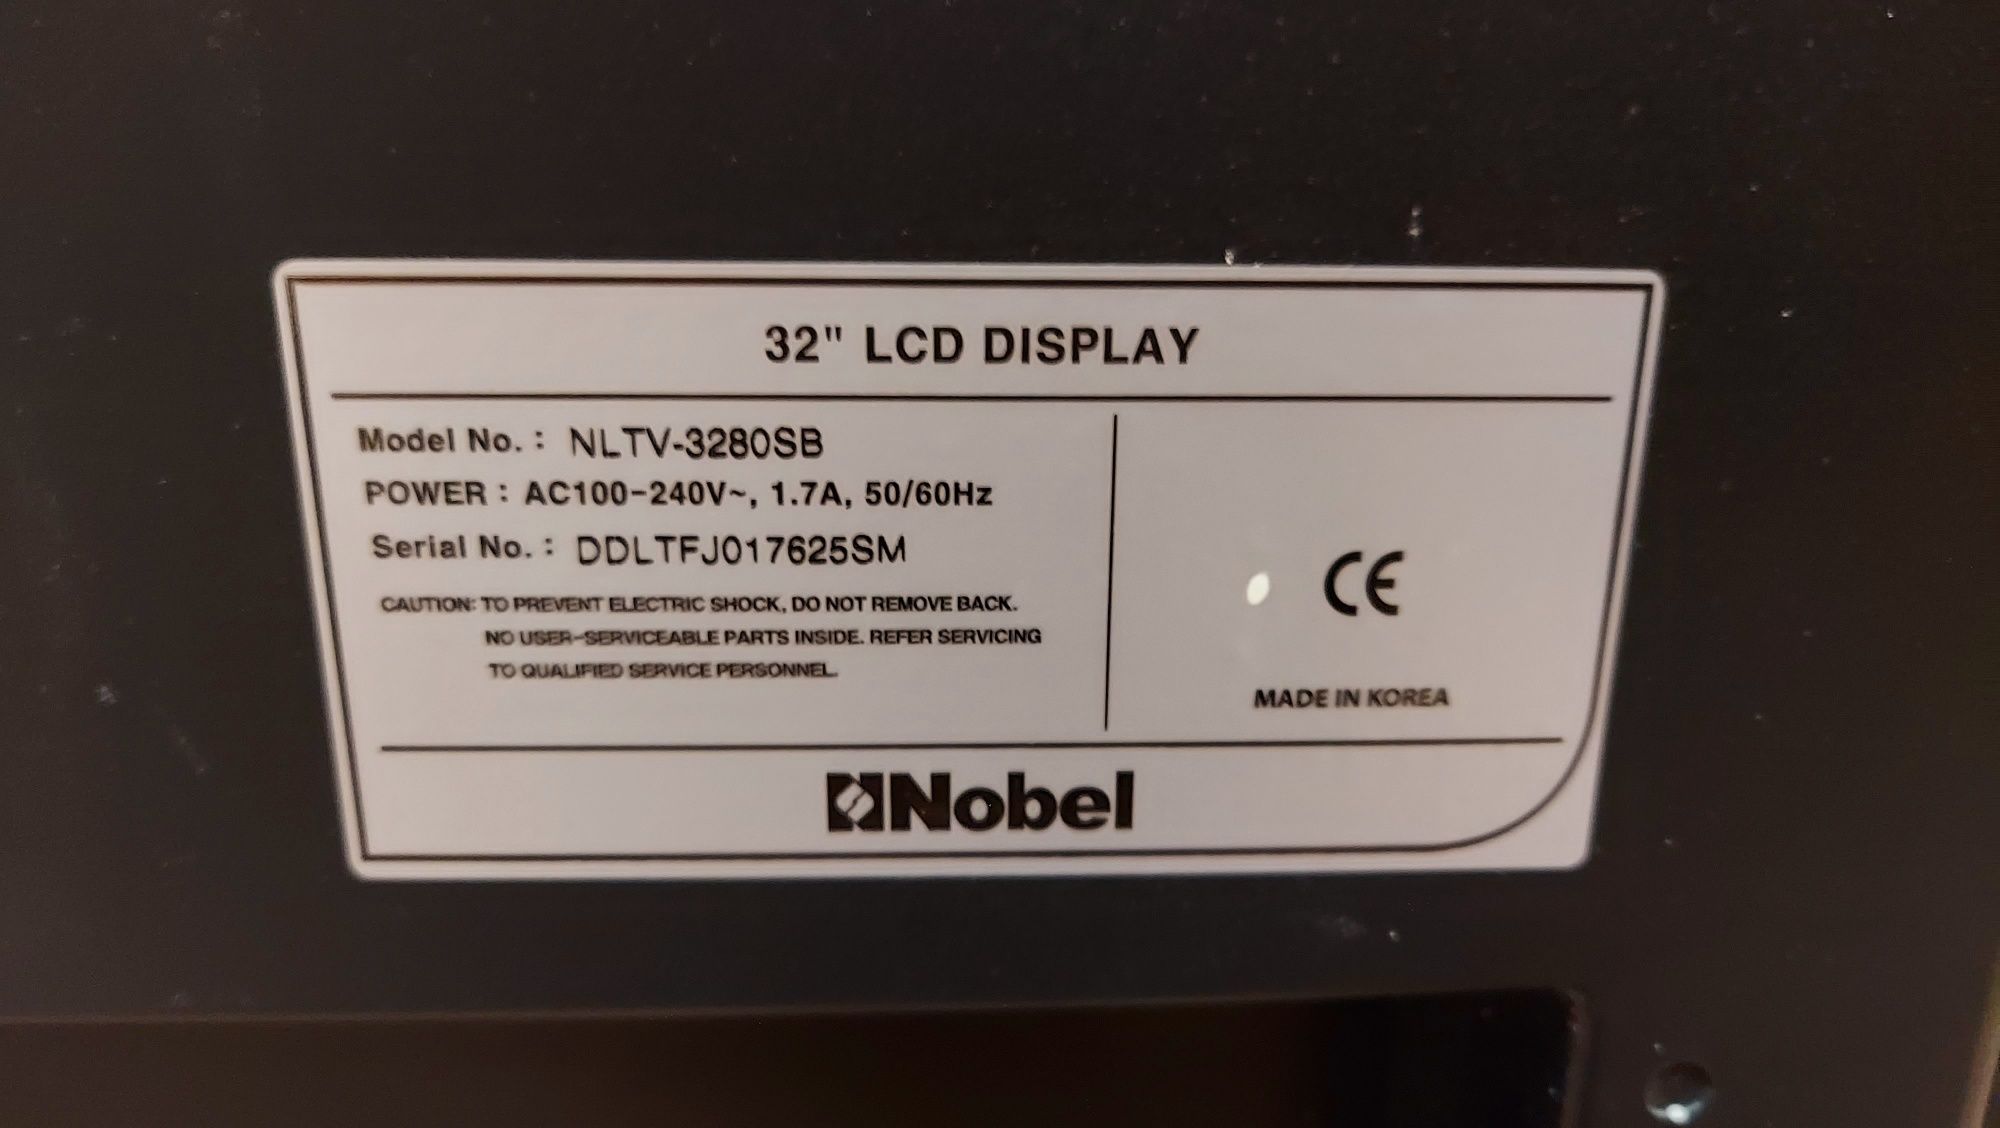 32" LCD DISPLAY
Model No. : NLTV-3280SB
POWER : AC100-240V~, 1.7A, 50/60Hz
Serial No. : DDLTFJ017625SM
CAUTION: TO PREVENT ELECTRIC SHOCK, DO NOT REMOVE BACK.
NO USER-SERVICEABLE PARTS INSIDE. REFER SERVICING
TO QUALIFIED SERVICE PERSONNEL.
CE
MADE IN KOREA
Nobel